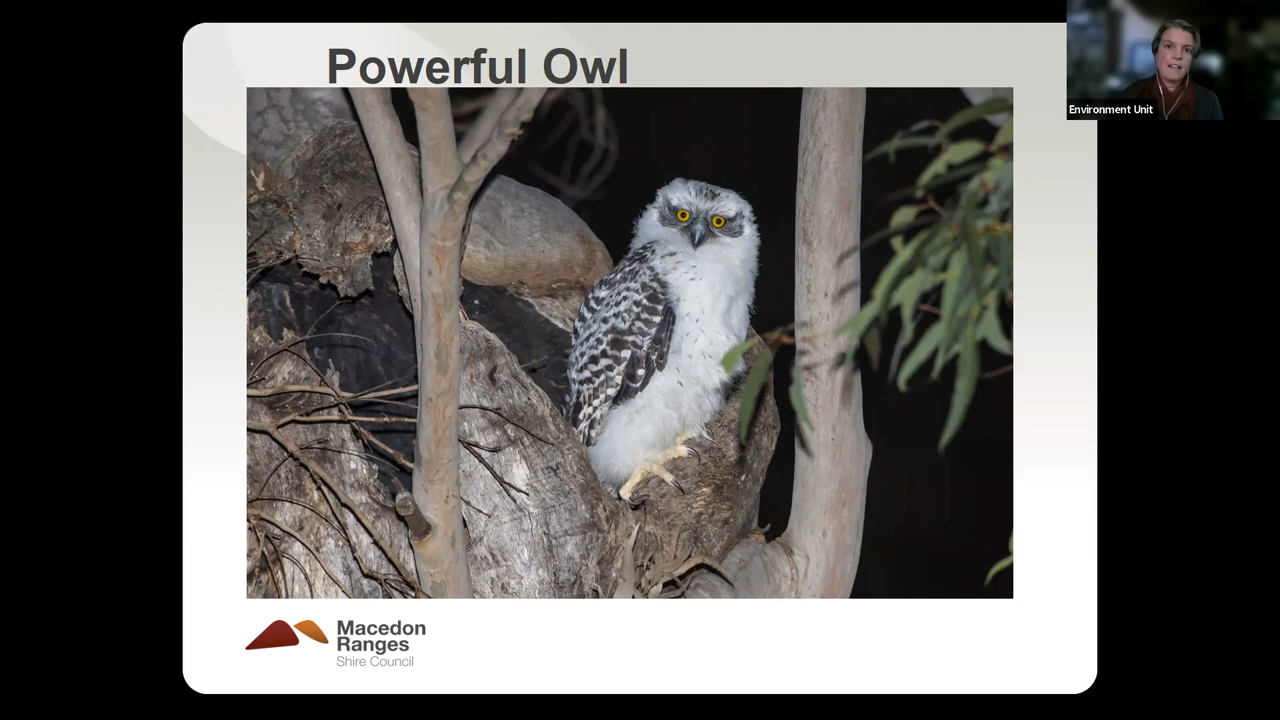 Powerful Owl
Environment Unit
Macedon
Ranges
Shire Council